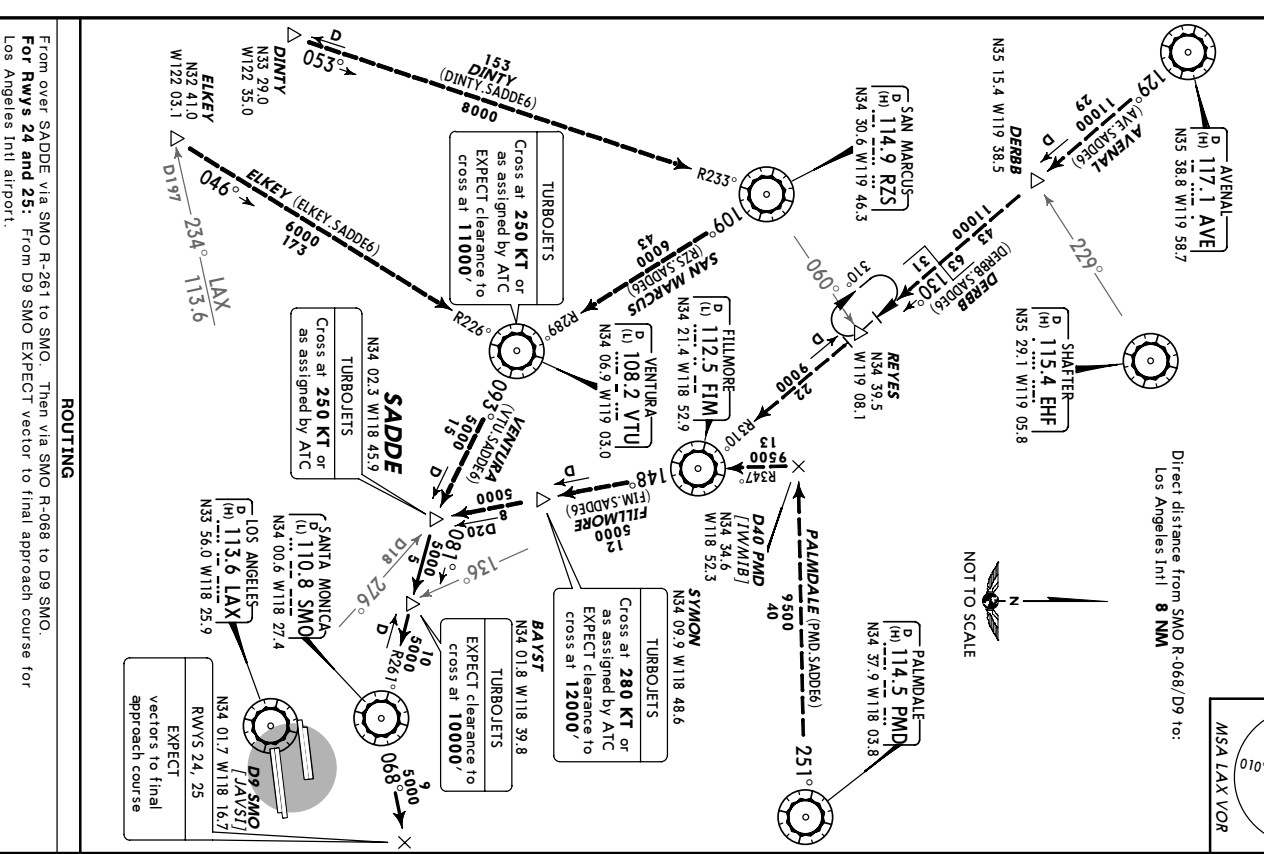 Direct distance from SMO R-068/D9 to:
Los Angeles Intl 8 NM
MSA LAX VOR
010°
NOT TO SCALE
N
D
(H)
AVENAL
117.1 AVE
N35 38.8 W119 58.7
129°
(AVE.SADDE6)
AVENAL
11000
29
D
DERBB
N35 15.4 W119 38.5
229°
SHAFTER
D
(H)
115.4 EHF
N35 29.1 W119 05.8
11000
43
63
31
130°
(DERBB.SADDE6)
DERBB
310°
060°
REYES
N34 39.5
W119 08.1
D
9000
22
R310°
D
(H)
SAN MARCUS
114.9 RZS
N34 30.6 W119 46.3
R233°
109°
SAN MARCUS
(RZS.SADDE6)
6000
43
R289°
153
DINTY
(DINTY.SADDE6)
8000
D
053°
DINTY
N33 29.0
W122 35.0
ELKEY
N32 41.0
W122 03.1
046°
ELKEY (ELKEY.SADDE6)
6000
173
R226°
D197
234°
LAX
113.6
TURBOJETS
Cross at 250 KT or
as assigned by ATC
EXPECT clearance to
cross at 11000'
VENTURA
D
(L)
108.2 VTU
N34 06.9 W119 03.0
093°
VENTURA
(VTU.SADDE6)
5000
15
D
FILLMORE
D
(L)
112.5 FIM
N34 21.4 W118 52.9
R347°
9500
13
D40 PMD
[IWMIB]
N34 34.6
W118 52.3
PALMDALE (PMD.SADDE6)
9500
40
251°
PALMDALE
D
(H)
114.5 PMD
N34 37.9 W118 03.8
148°
(FIM.SADDE6)
FILLMORE
5000
12
D
5000
8
D20
SYMON
N34 09.9 W118 48.6
TURBOJETS
Cross at 280 KT or
as assigned by ATC
EXPECT clearance to
cross at 12000'
SADDE
N34 02.3 W118 45.9
TURBOJETS
Cross at 250 KT or
as assigned by ATC
081°
5000
5
136°
D18
276°
BAYST
N34 01.8 W118 39.8
TURBOJETS
EXPECT clearance to
cross at 10000'
10
5000
R261°
D
SANTA MONICA
D
(L)
110.8 SMO
N34 00.6 W118 27.4
LOS ANGELES
D
(H)
113.6 LAX
N33 56.0 W118 25.9
068°
9
5000
D9 SMO
[JAVSI]
N34 01.7 W118 16.7
RWYS 24, 25
EXPECT
vectors to final
approach course
ROUTING
From over SADDE via SMO R-261 to SMO. Then via SMO R-068 to D9 SMO.
For Rwys 24 and 25: From D9 SMO EXPECT vector to final approach course for
Los Angeles Intl airport.